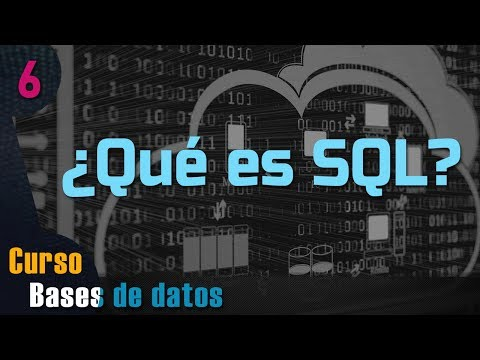 6
¿Qué es SQL?
Curso
Bases de datos